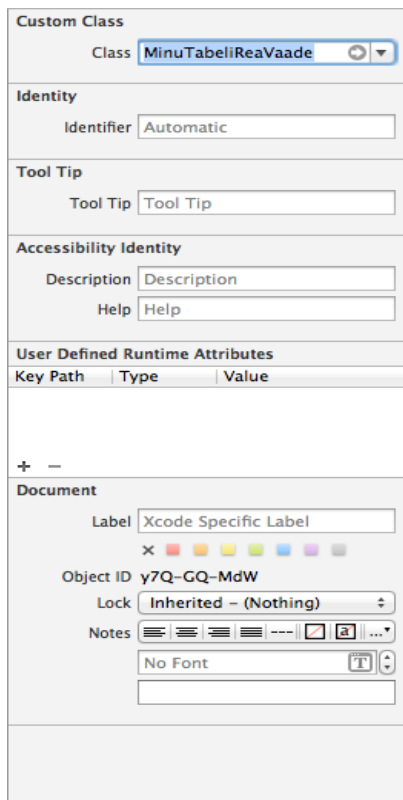 Custom Class
Class MinuTabeliReaVaade
Identity
Identifier Automatic
Tool Tip
Tool Tip Tool Tip
Accessibility Identity
Description Description
Help Help
User Defined Runtime Attributes
Key Path Type Value
+ −
Document
Label Xcode Specific Label
Object ID y7Q-GQ-MdW
Lock Inherited - (Nothing)
Notes --- a ...
No Font T